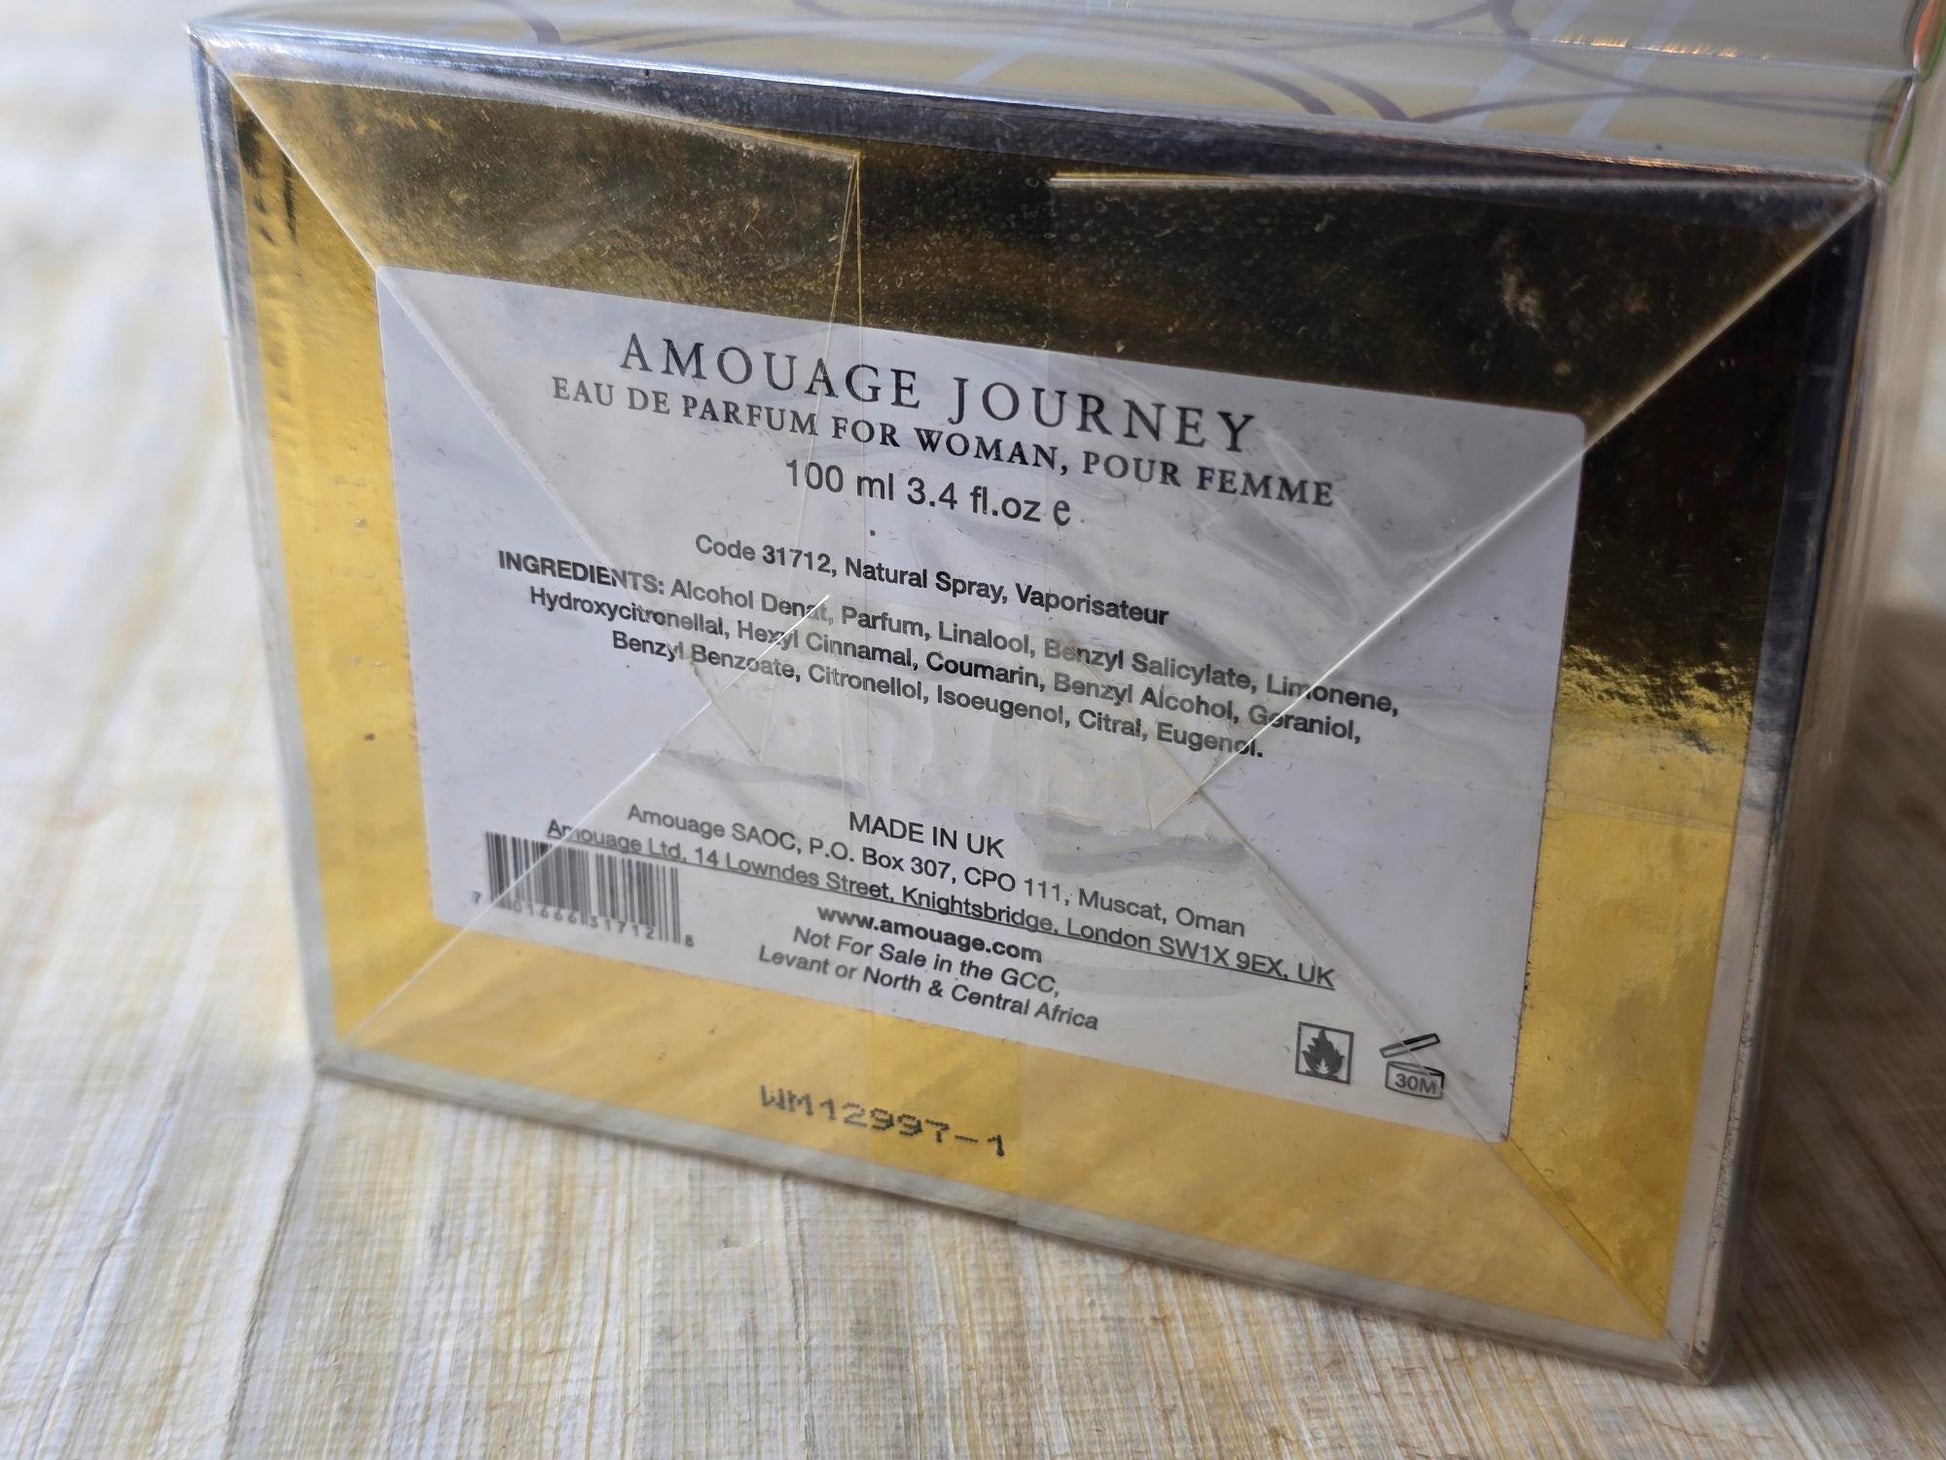 AMOUAGE JOURNEY
EAU DE PARFUM FOR WOMAN, POUR FEMME
100 ml 3.4 fl.oz e
Code 31712, Natural Spray, Vaporisateur
INGREDIENTS: Alcohol Denat, Parfum, Linalool, Benzyl Salicylate, Limonene,
Hydroxycitronellal, Hexyl Cinnamal, Coumarin, Benzyl Alcohol, Geraniol,
Benzyl Benzoate, Citronellol, Isoeugenol, Citral, Eugenol.
MADE IN UK
Amouage SAOC, P.O. Box 307, CPO 111, Muscat, Oman
Amouage Ltd, 14 Lowndes Street, Knightsbridge, London SW1X 9EX, UK
www.amouage.com
Not For Sale in the GCC,
Levant or North & Central Africa
7 01666 31712 8
30M
WM12997-1